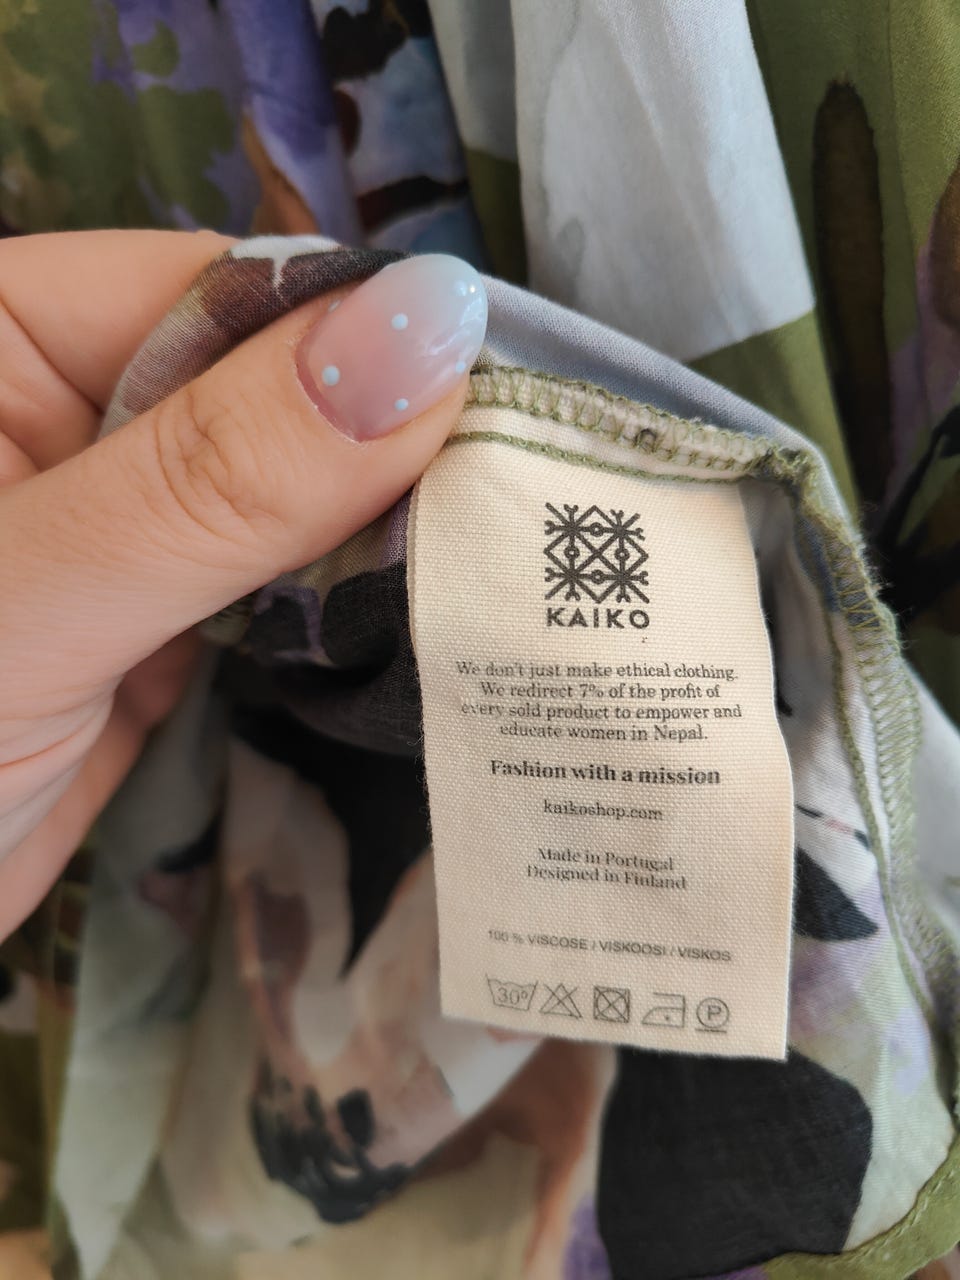 KAIKO
We don't just make ethical clothing.
We redirect 7% of the profit of
every sold product to empower and
educate women in Nepal.
Fashion with a mission
kaikoshop.com
Made in Portugal
Designed in Finland
100 % VISCOSE / VISKOOSI / VISKOS
30° P